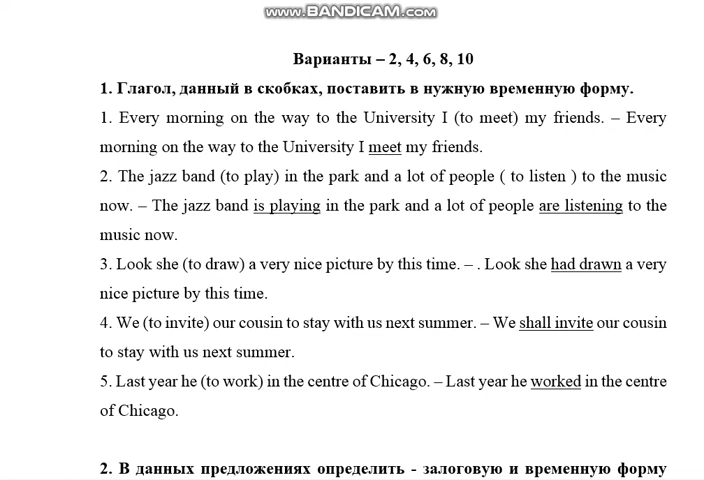 www.BANDICAM.com
Варианты – 2, 4, 6, 8, 10
1. Глагол, данный в скобках, поставить в нужную временную форму.
1. Every morning on the way to the University I (to meet) my friends. – Every
morning on the way to the University I meet my friends.
2. The jazz band (to play) in the park and a lot of people ( to listen ) to the music
now. – The jazz band is playing in the park and a lot of people are listening to the
music now.
3. Look she (to draw) a very nice picture by this time. – . Look she had drawn a very
nice picture by this time.
4. We (to invite) our cousin to stay with us next summer. – We shall invite our cousin
to stay with us next summer.
5. Last year he (to work) in the centre of Chicago. – Last year he worked in the centre
of Chicago.
2. В данных предложениях определить - залоговую и временную форму